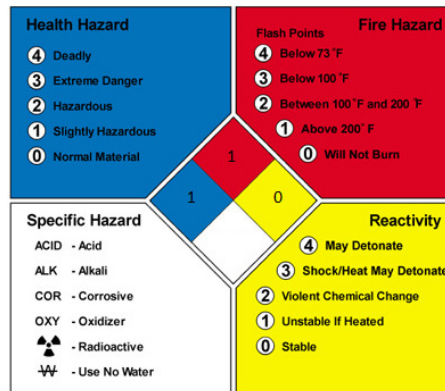 Health Hazard
4 Deadly
3 Extreme Danger
2 Hazardous
1 Slightly Hazardous
0 Normal Material
Fire Hazard
Flash Points
4 Below 73 °F
3 Below 100°F
2 Between 100°F and 200 °F
1 Above 200° F
0 Will Not Burn
1
1
0
Specific Hazard
ACID - Acid
ALK - Alkali
COR - Corrosive
OXY - Oxidizer
- Radioactive
W - Use No Water
Reactivity
4 May Detonate
3 Shock/Heat May Detonate
2 Violent Chemical Change
1 Unstable If Heated
0 Stable